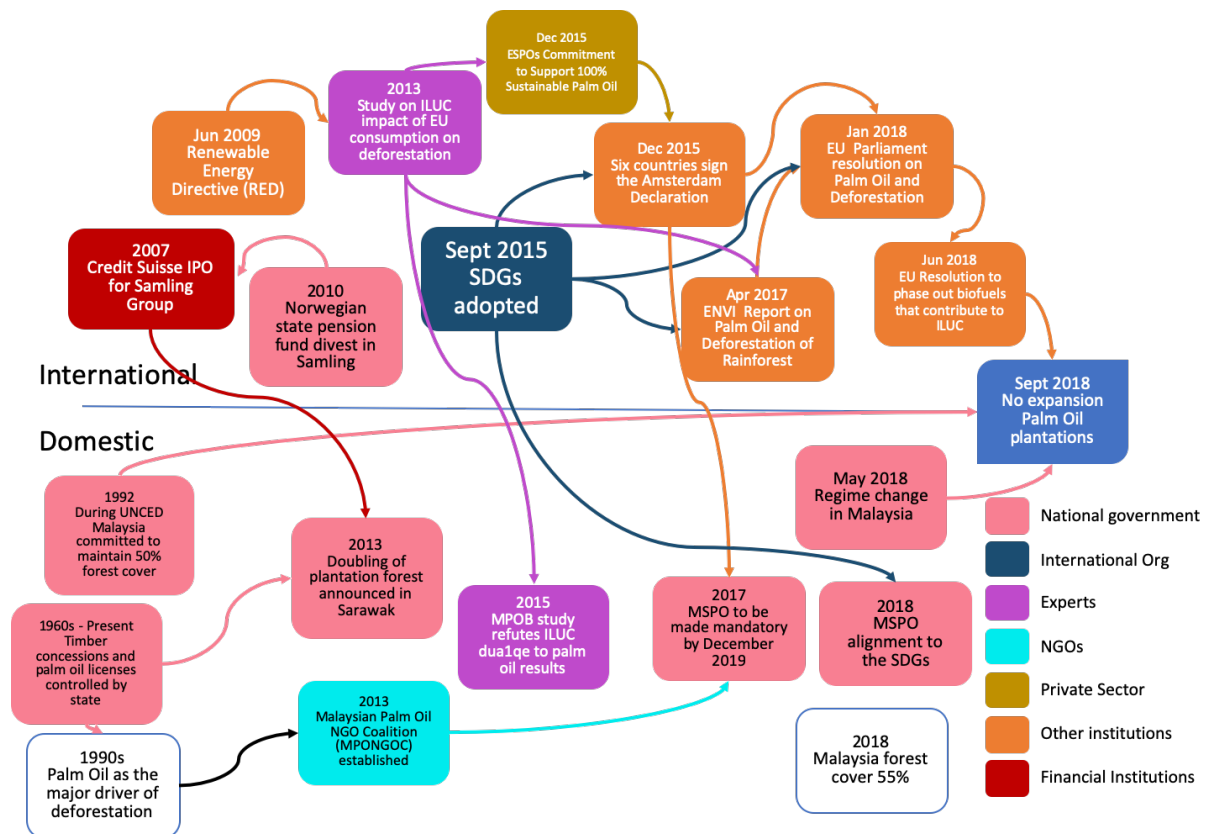 Dec 2015
ESPOs Commitment
to Support 100%
Sustainable Palm Oil
2013
Study on ILUC
impact of EU
consumption on
deforestation
Jun 2009
Renewable
Energy
Directive (RED)
Dec 2015
Six countries sign
the Amsterdam
Declaration
Jan 2018
EU Parliament
resolution on
Palm Oil and
Deforestation
2007
Credit Suisse IPO
for Samling
Group
2010
Norwegian
state pension
fund divest in
Samling
Sept 2015
SDGs
adopted
Apr 2017
ENVI Report on
Palm Oil and
Deforestation of
Rainforest
Jun 2018
EU Resolution to
phase out biofuels
that contribute to
ILUC
International
Sept 2018
No expansion
Palm Oil
plantations
Domestic
1992
During UNCED
Malaysia
committed to
maintain 50%
forest cover
2013
Doubling of
plantation forest
announced in
Sarawak
May 2018
Regime change
in Malaysia
1960s - Present
Timber
concessions and
palm oil licenses
controlled by
state
2015
MPOB study
refutes ILUC
dua1qe to palm
oil results
2017
MSPO to be
made mandatory
by December
2019
2018
MSPO
alignment to
the SDGs
1990s
Palm Oil as the
major driver of
deforestation
2013
Malaysian Palm Oil
NGO Coalition
(MPONGOC)
established
2018
Malaysia forest
cover 55%
National government
International Org
Experts
NGOs
Private Sector
Other institutions
Financial Institutions